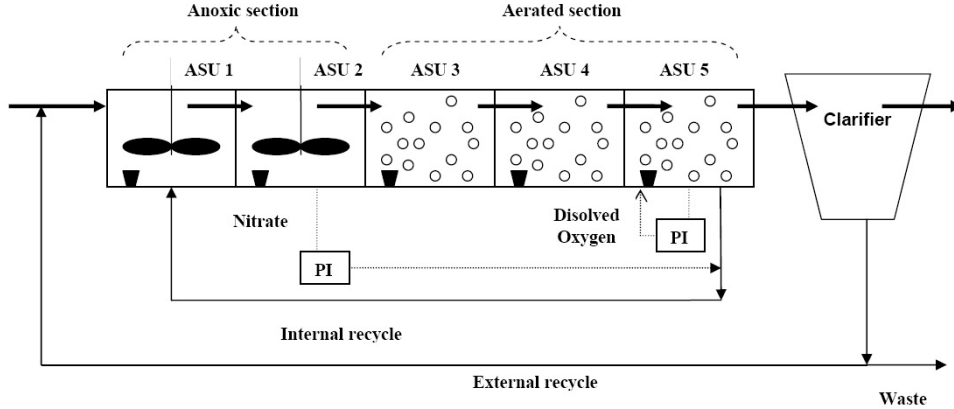 Anoxic section
Aerated section
ASU 1
ASU 2
ASU 3
ASU 4
ASU 5
Clarifier
Nitrate
Disolved
Oxygen
PI
PI
Internal recycle
External recycle
Waste